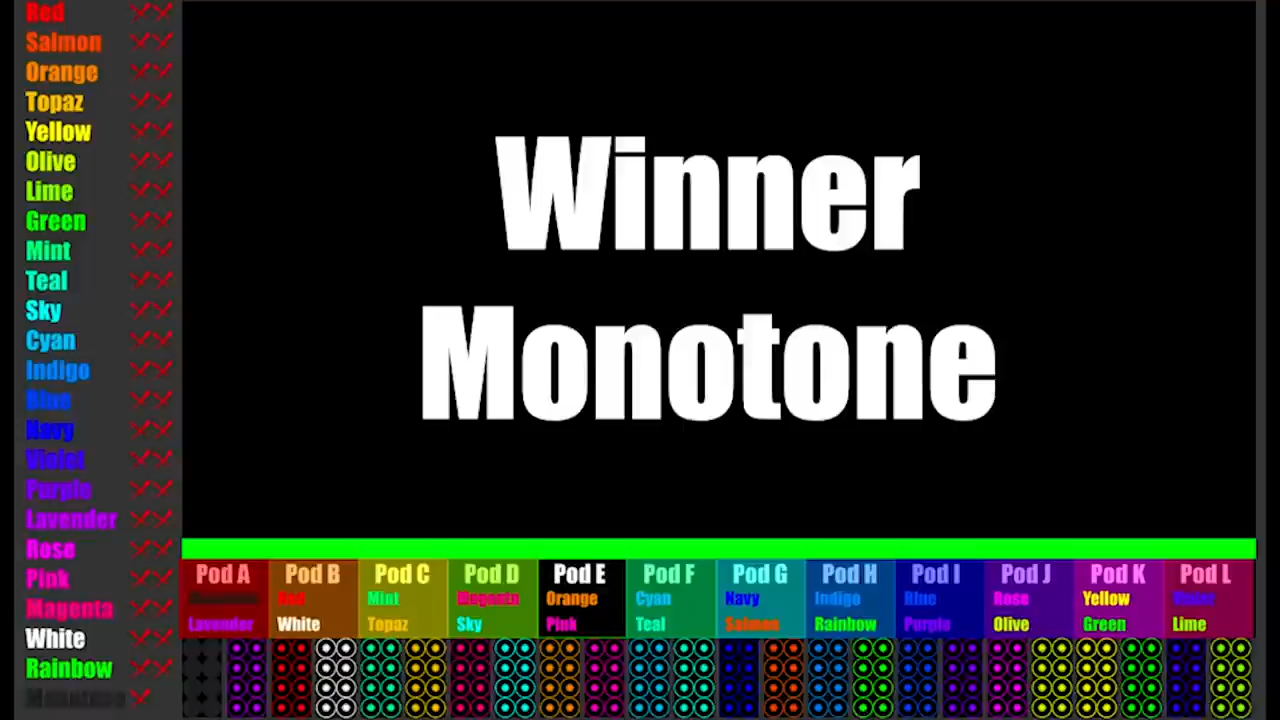 Red
Salmon
Orange
Topaz
Yellow
Olive
Lime
Green
Mint
Teal
Sky
Cyan
Indigo
Blue
Navy
Violet
Purple
Lavender
Rose
Pink
Magenta
White
Rainbow
Monotone
Winner
Monotone
Pod A
Lavender
Pod B
Red
White
Pod C
Mint
Topaz
Pod D
Magenta
Sky
Pod E
Orange
Pink
Pod F
Cyan
Teal
Pod G
Navy
Salmon
Pod H
Indigo
Rainbow
Pod I
Blue
Purple
Pod J
Rose
Olive
Pod K
Yellow
Green
Pod L
Violet
Lime